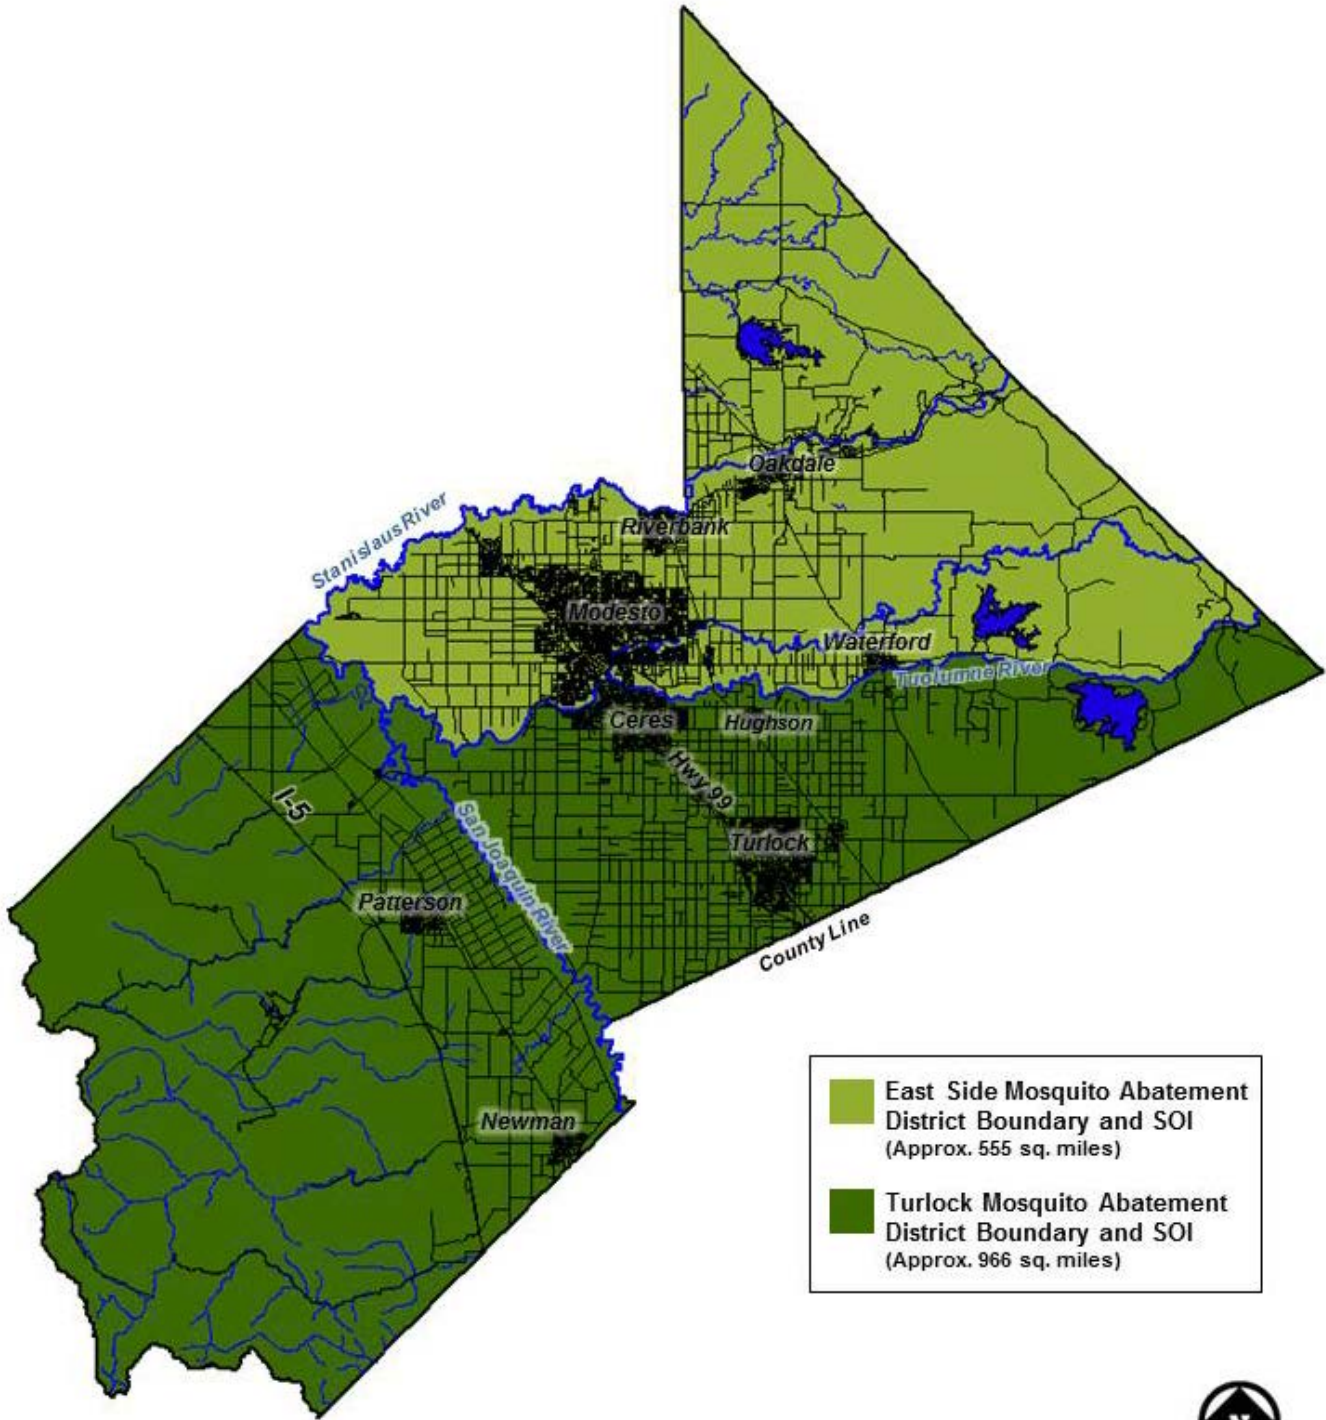 Oakdale
Riverbank
Stanislaus River
Modesto
Waterford
Tuolumne River
Ceres
Hughson
Hwy 99
I-5
San Joaquin River
Turlock
Patterson
County Line
Newman
East Side Mosquito Abatement
District Boundary and SOI
(Approx. 555 sq. miles)
Turlock Mosquito Abatement
District Boundary and SOI
(Approx. 966 sq. miles)
N